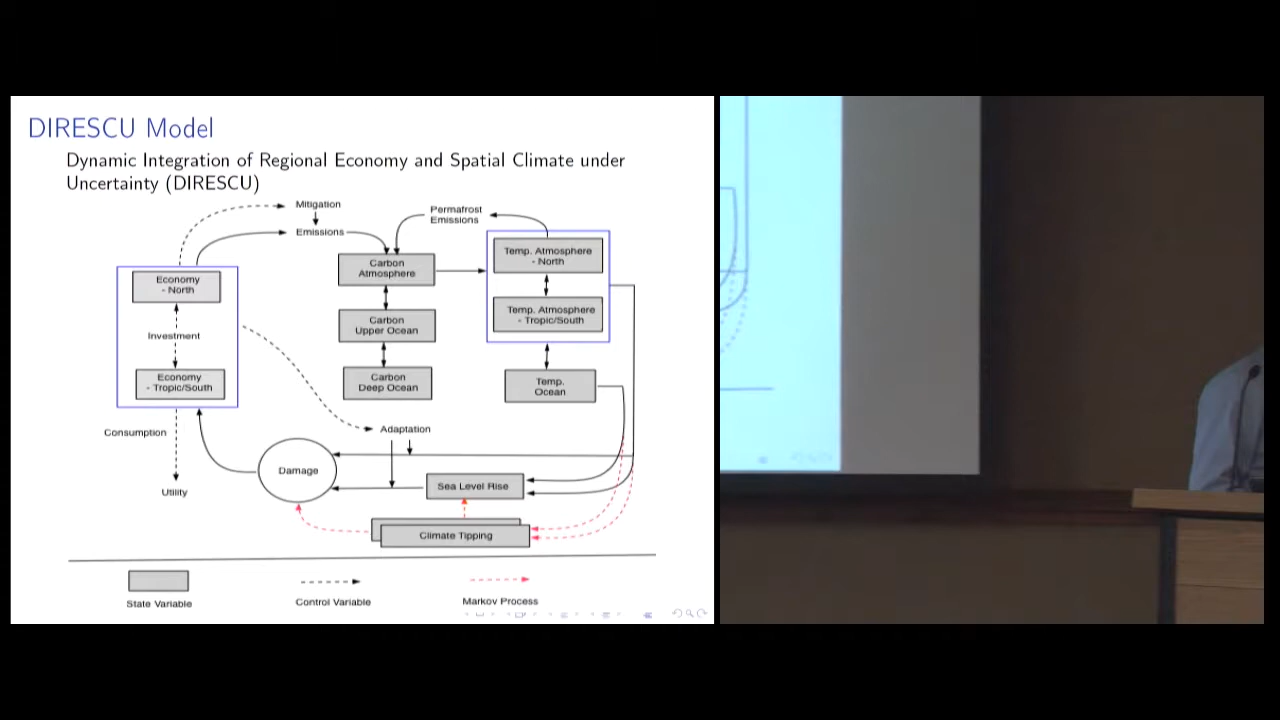 DIRESCU Model
Dynamic Integration of Regional Economy and Spatial Climate under
Uncertainty (DIRESCU)
Mitigation
Emissions
Permafrost
Emissions
Economy
- North
Investment
Economy
- Tropic/South
Consumption
Utility
Carbon
Atmosphere
Carbon
Upper Ocean
Carbon
Deep Ocean
Temp. Atmosphere
- North
Temp. Atmosphere
- Tropic/South
Temp.
Ocean
Adaptation
Damage
Sea Level Rise
Climate Tipping
State Variable
Control Variable
Markov Process